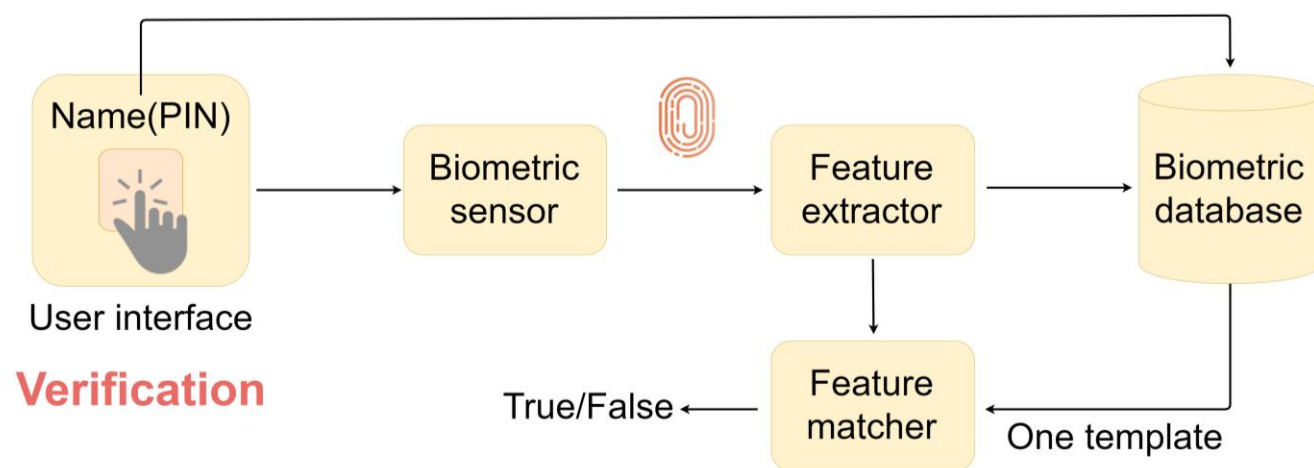 Name(PIN)
User interface
Verification
Biometric
sensor
Feature
extractor
Biometric
database
Feature
matcher
True/False
One template